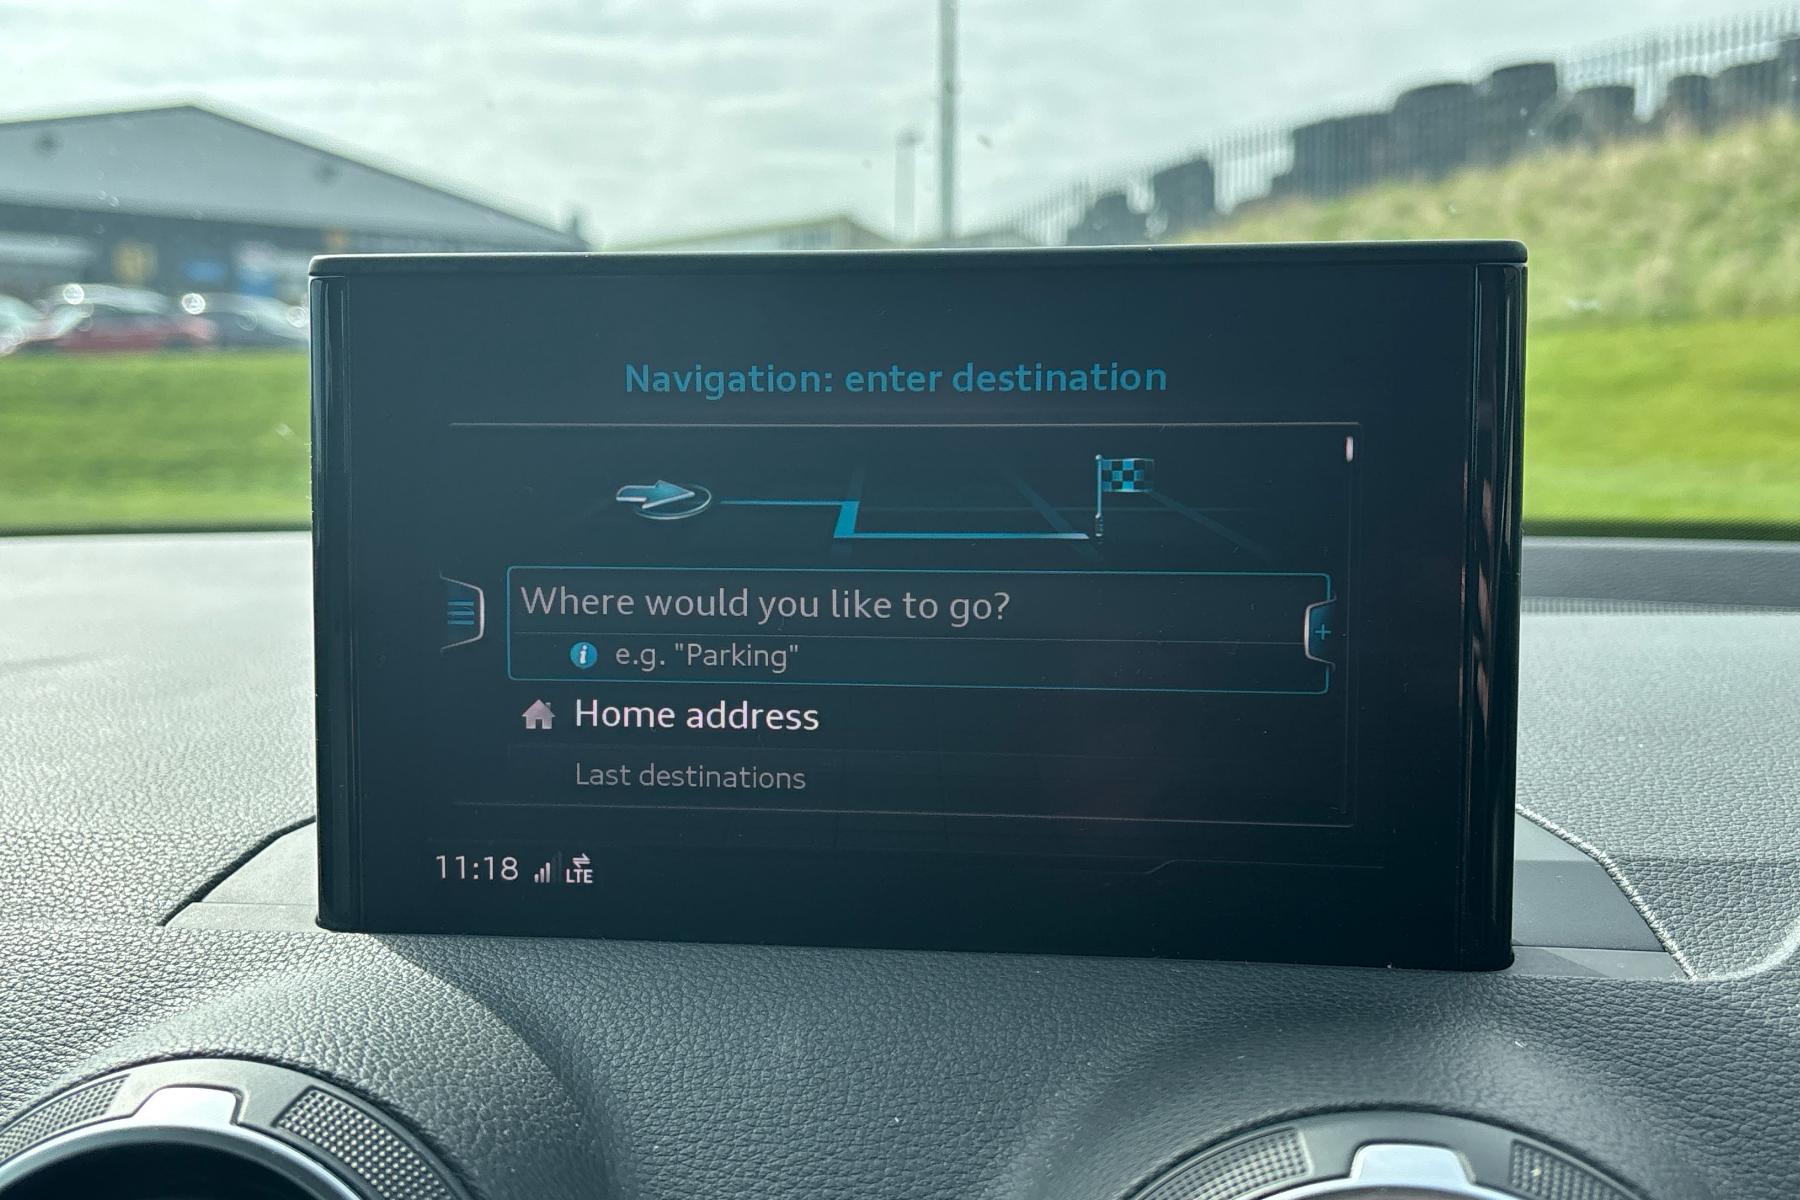 Navigation: enter destination
Where would you like to go?
i e.g. "Parking"
Home address
Last destinations
11:18 LTE